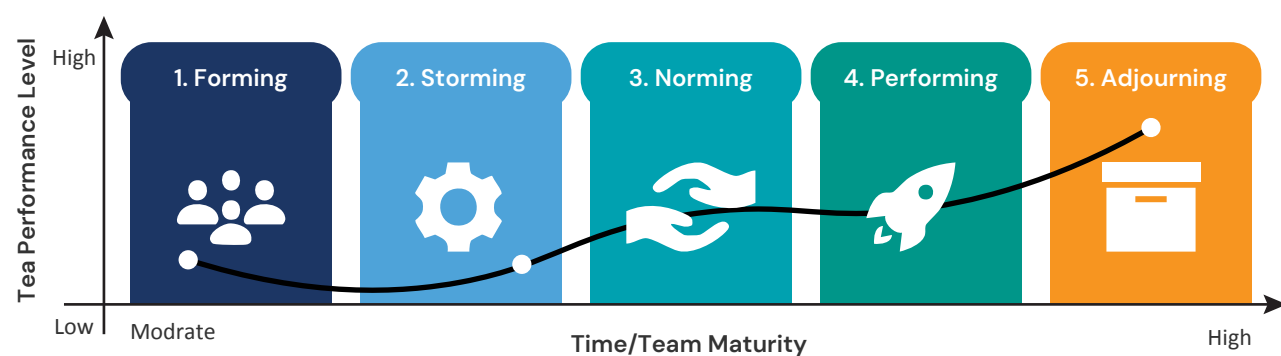 Tea Performance Level
High
1. Forming
2. Storming
3. Norming
4. Performing
5. Adjourning
Low
Modrate
Time/Team Maturity
High